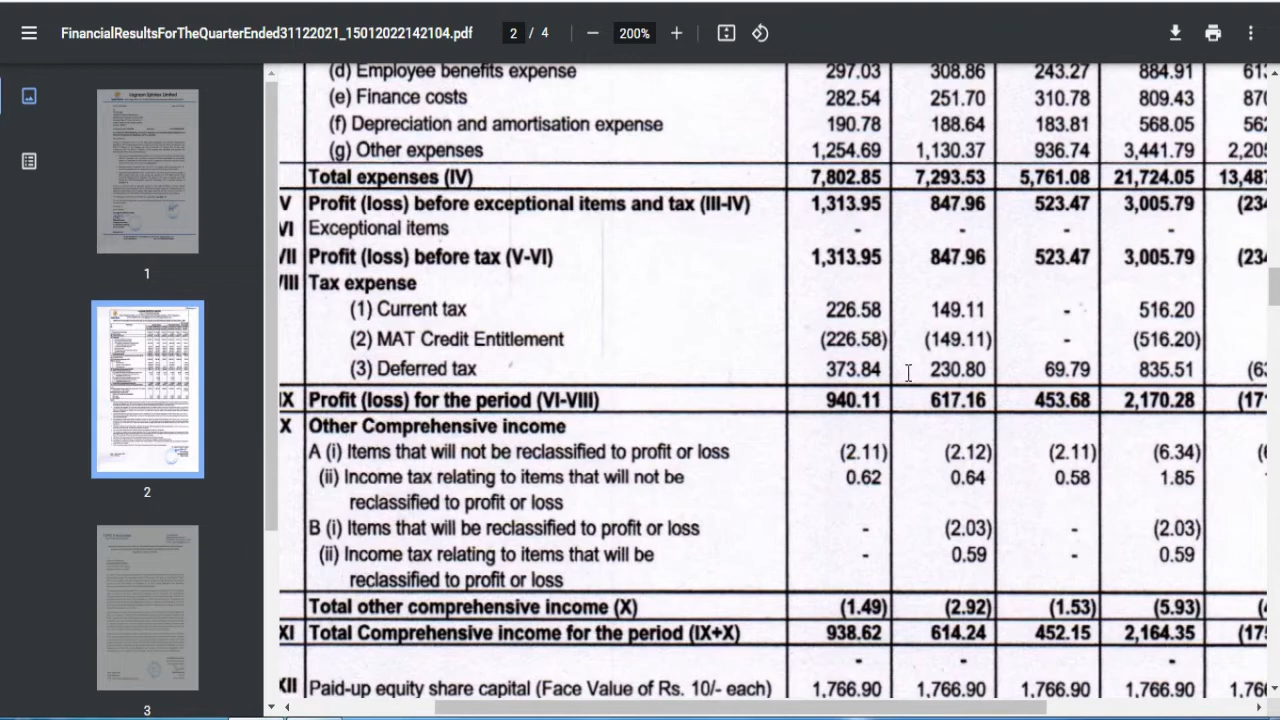 FinancialResultsForTheQuarterEnded31122021_15012022142104.pdf 2 / 4 200%
(d) Employee benefits expense 297.03 308.86 243.27 884.91
(e) Finance costs 282.54 251.70 310.78 809.43
(f) Depreciation and amortisation expense 190.78 188.64 183.81 568.05
(g) Other expenses 1,254.69 1,130.37 936.74 3,441.79
Total expenses (IV) 7,802.85 7,293.53 5,761.08 21,724.05
V Profit (loss) before exceptional items and tax (III-IV) 1,313.95 847.96 523.47 3,005.79
VI Exceptional items - - - -
VII Profit (loss) before tax (V-VI) 1,313.95 847.96 523.47 3,005.79
VIII Tax expense
(1) Current tax 226.58 149.11 - 516.20
(2) MAT Credit Entitlement (226.58) (149.11) - (516.20)
(3) Deferred tax 373.84 230.80 69.79 835.51
IX Profit (loss) for the period (VI-VIII) 940.11 617.16 453.68 2,170.28
X Other Comprehensive income
A (i) Items that will not be reclassified to profit or loss (2.11) (2.12) (2.11) (6.34)
(ii) Income tax relating to items that will not be 0.62 0.64 0.58 1.85
reclassified to profit or loss
B (i) Items that will be reclassified to profit or loss - (2.03) - (2.03)
(ii) Income tax relating to items that will be - 0.59 - 0.59
reclassified to profit or loss
Total other comprehensive income (X) (1.49) (2.92) (1.53) (5.93)
XI Total Comprehensive income for the period (IX+X) 938.62 614.24 452.15 2,164.35
- - -
XII Paid-up equity share capital (Face Value of Rs. 10/- each) 1,766.90 1,766.90 1,766.90 1,766.90
1
2
3